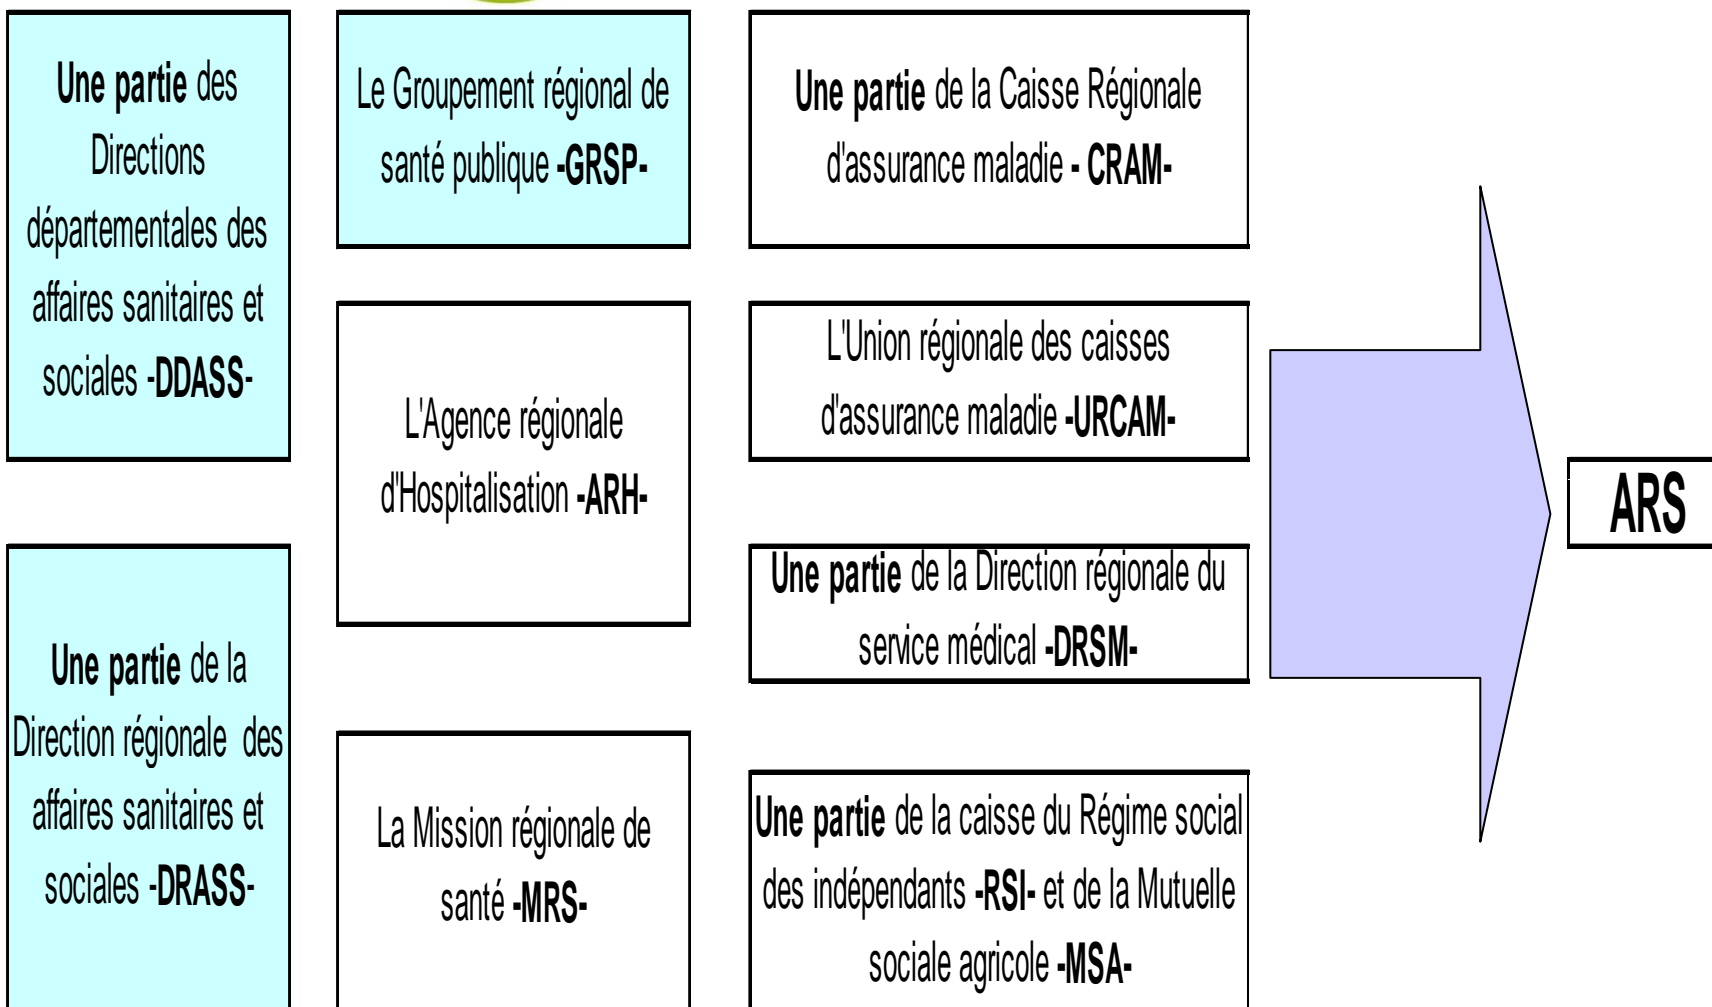 Une partie des
Directions
départementales des
affaires sanitaires et
sociales -DDASS-
Une partie de la
Direction régionale des
affaires sanitaires et
sociales -DRASS-
Le Groupement régional de
santé publique -GRSP-
L'Agence régionale
d'Hospitalisation -ARH-
La Mission régionale de
santé -MRS-
Une partie de la Caisse Régionale
d'assurance maladie - CRAM-
L'Union régionale des caisses
d'assurance maladie -URCAM-
Une partie de la Direction régionale du
service médical -DRSM-
Une partie de la caisse du Régime social
des indépendants -RSI- et de la Mutuelle
sociale agricole -MSA-
ARS